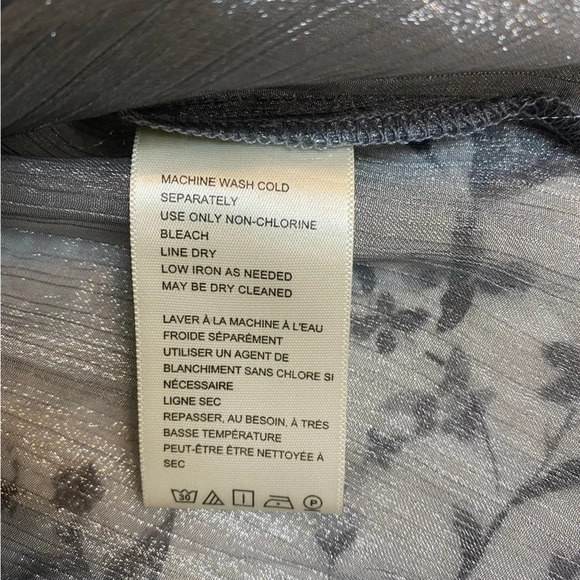 MACHINE WASH COLD
SEPARATELY
USE ONLY NON-CHLORINE
BLEACH
LINE DRY
LOW IRON AS NEEDED
MAY BE DRY CLEANED
LAVER À LA MACHINE À L'EAU
FROIDE SÉPARÉMENT
UTILISER UN AGENT DE
BLANCHIMENT SANS CHLORE SI
NÉCESSAIRE
LIGNE SEC
REPASSER, AU BESOIN, À TRÉS
BASSE TEMPÉRATURE
PEUT-ÊTRE ÊTRE NETTOYÉE À
SEC
30 P